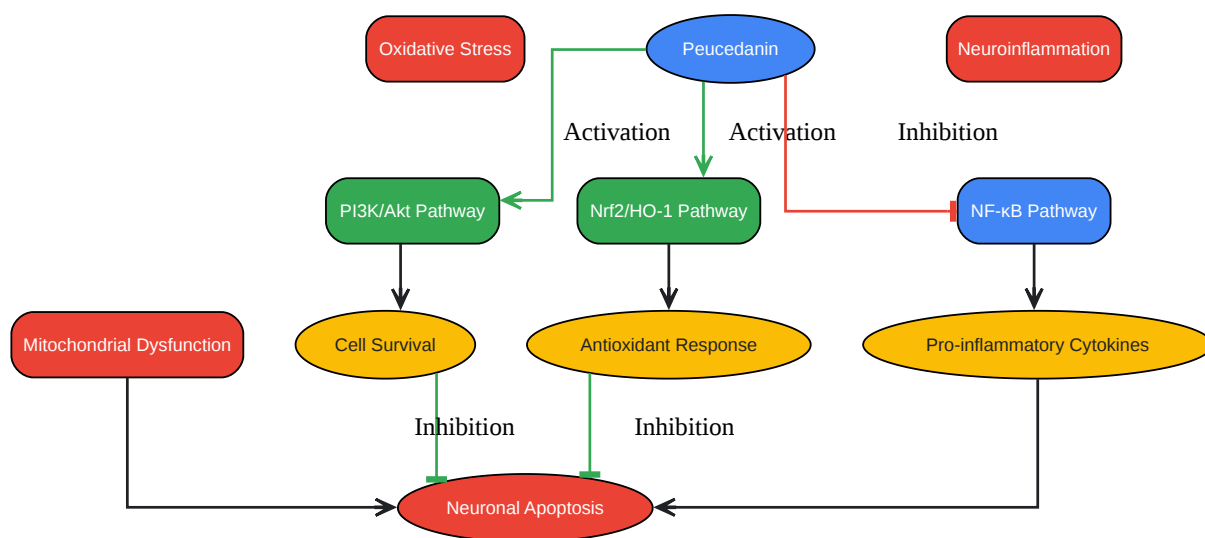 Oxidative Stress
Peucedanin
Neuroinflammation
Activation
Activation
Inhibition
PI3K/Akt Pathway
Nrf2/HO-1 Pathway
NF-κB Pathway
Mitochondrial Dysfunction
Cell Survival
Antioxidant Response
Pro-inflammatory Cytokines
Inhibition
Inhibition
Neuronal Apoptosis